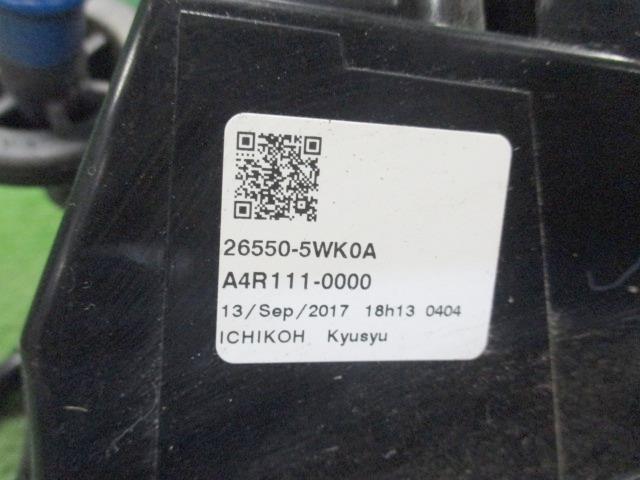 26550-5WK0A
A4R111-0000
13/Sep/2017 18h13 0404
ICHIKOH Kyusyu